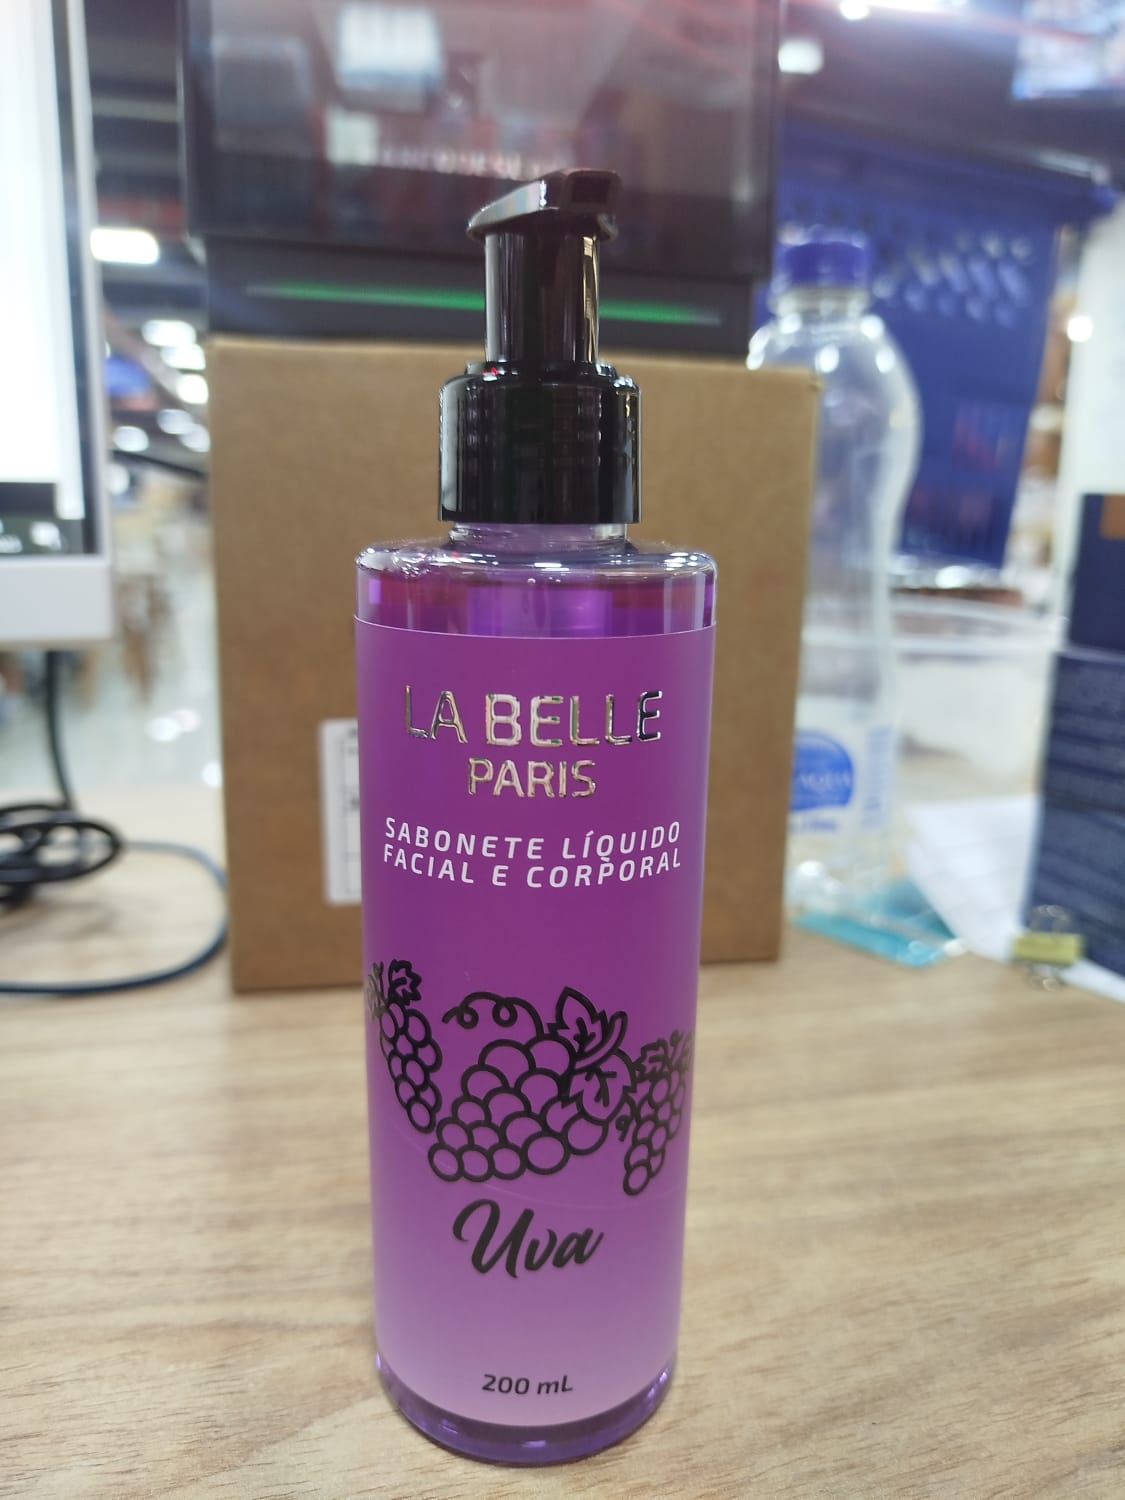 LA BELLE
PARIS
SABONETE LÍQUIDO
FACIAL E CORPORAL
Uva
200 mL